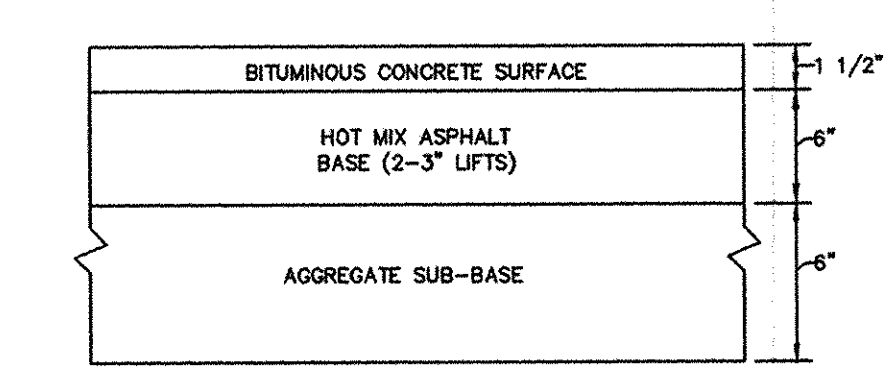 BITUMINOUS CONCRETE SURFACE
1 1/2"
HOT MIX ASPHALT
BASE (2-3" LIFTS)
6"
AGGREGATE SUB-BASE
6"